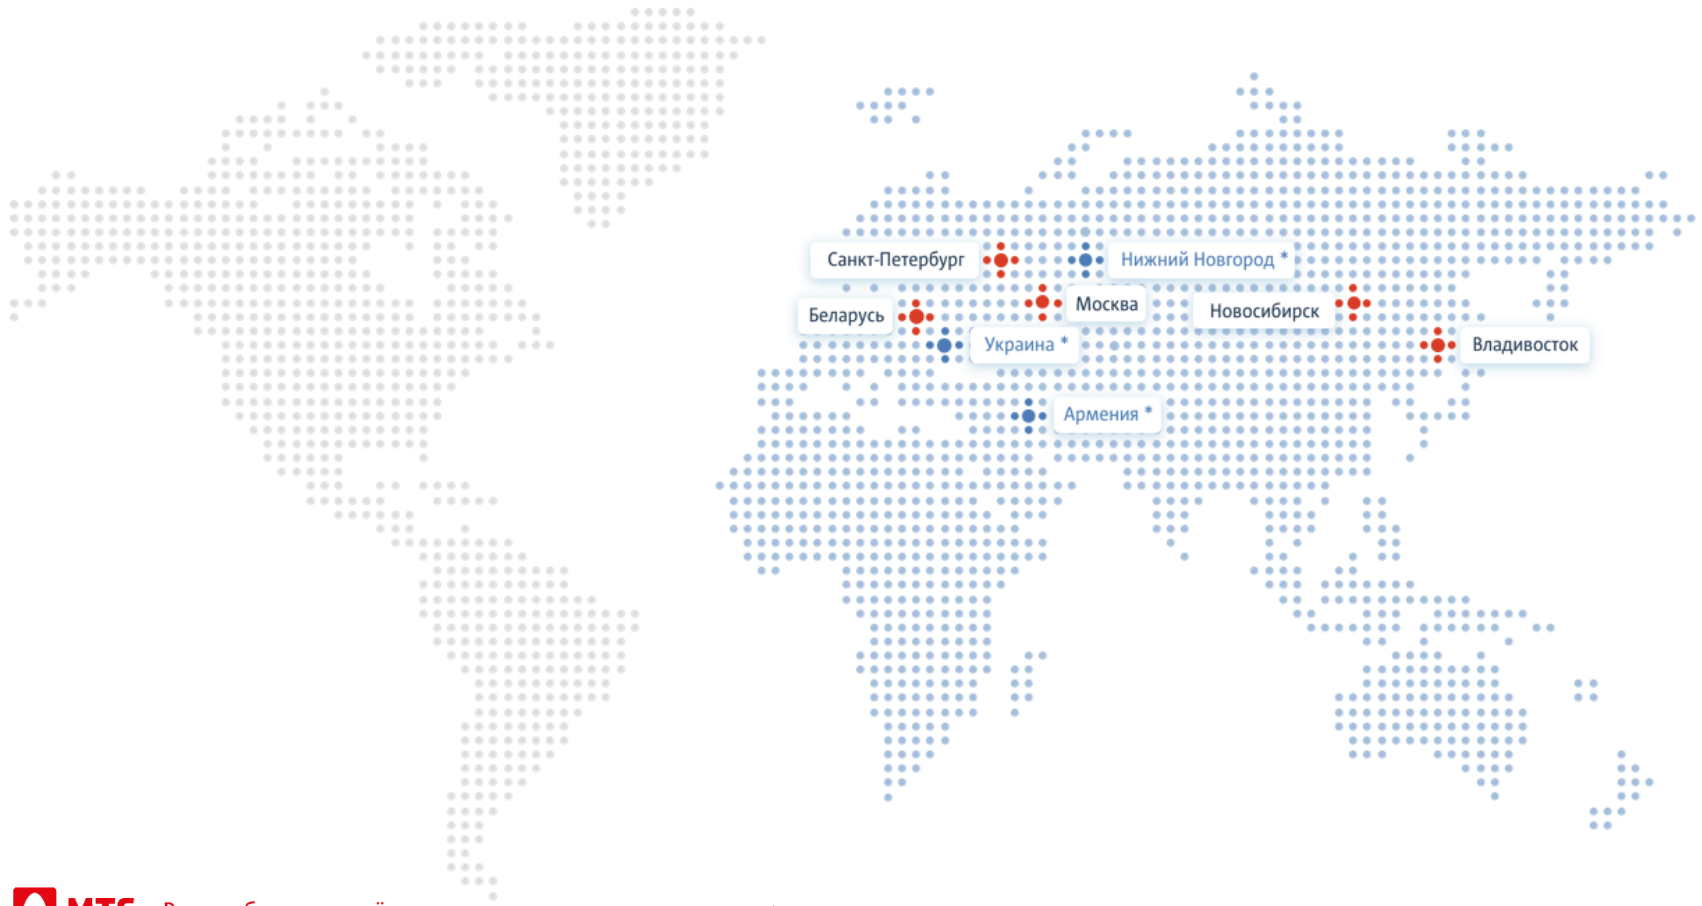 Санкт-Петербург
Нижний Новгород *
Беларусь
Москва
Новосибирск
Украина *
Владивосток
Армения *
МТС